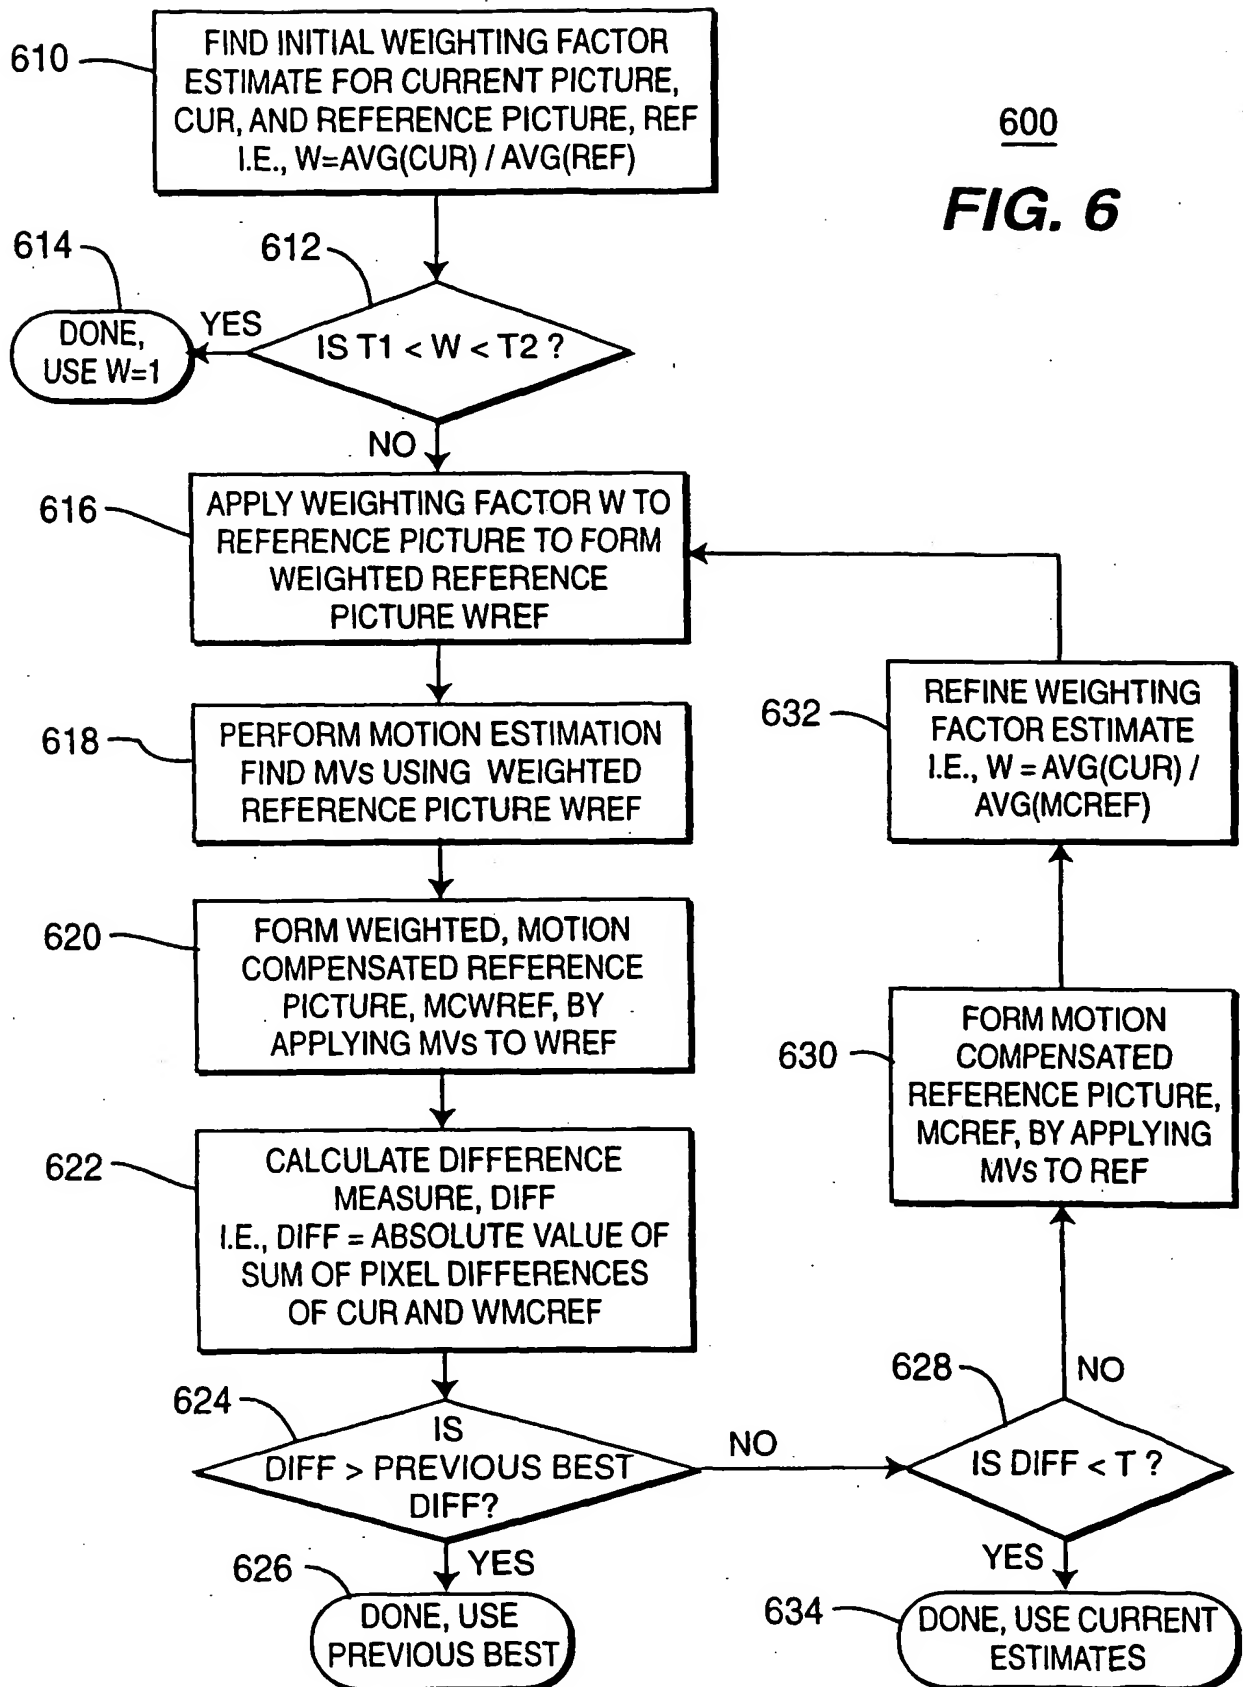 610
FIND INITIAL WEIGHTING FACTOR
ESTIMATE FOR CURRENT PICTURE,
CUR, AND REFERENCE PICTURE, REF
I.E., W=AVG(CUR) / AVG(REF)
600
FIG. 6
614
612
DONE,
USE W=1
YES
IS T1 < W < T2 ?
NO
616
APPLY WEIGHTING FACTOR W TO
REFERENCE PICTURE TO FORM
WEIGHTED REFERENCE
PICTURE WREF
618
PERFORM MOTION ESTIMATION
FIND MVs USING WEIGHTED
REFERENCE PICTURE WREF
632
REFINE WEIGHTING
FACTOR ESTIMATE
I.E., W = AVG(CUR) /
AVG(MCREF)
620
FORM WEIGHTED, MOTION
COMPENSATED REFERENCE
PICTURE, MCWREF, BY
APPLYING MVs TO WREF
630
FORM MOTION
COMPENSATED
REFERENCE PICTURE,
MCREF, BY APPLYING
MVs TO REF
622
CALCULATE DIFFERENCE
MEASURE, DIFF
I.E., DIFF = ABSOLUTE VALUE OF
SUM OF PIXEL DIFFERENCES
OF CUR AND WMCREF
624
IS
DIFF > PREVIOUS BEST
DIFF?
NO
628
NO
IS DIFF < T ?
626
YES
DONE, USE
PREVIOUS BEST
YES
634
DONE, USE CURRENT
ESTIMATES